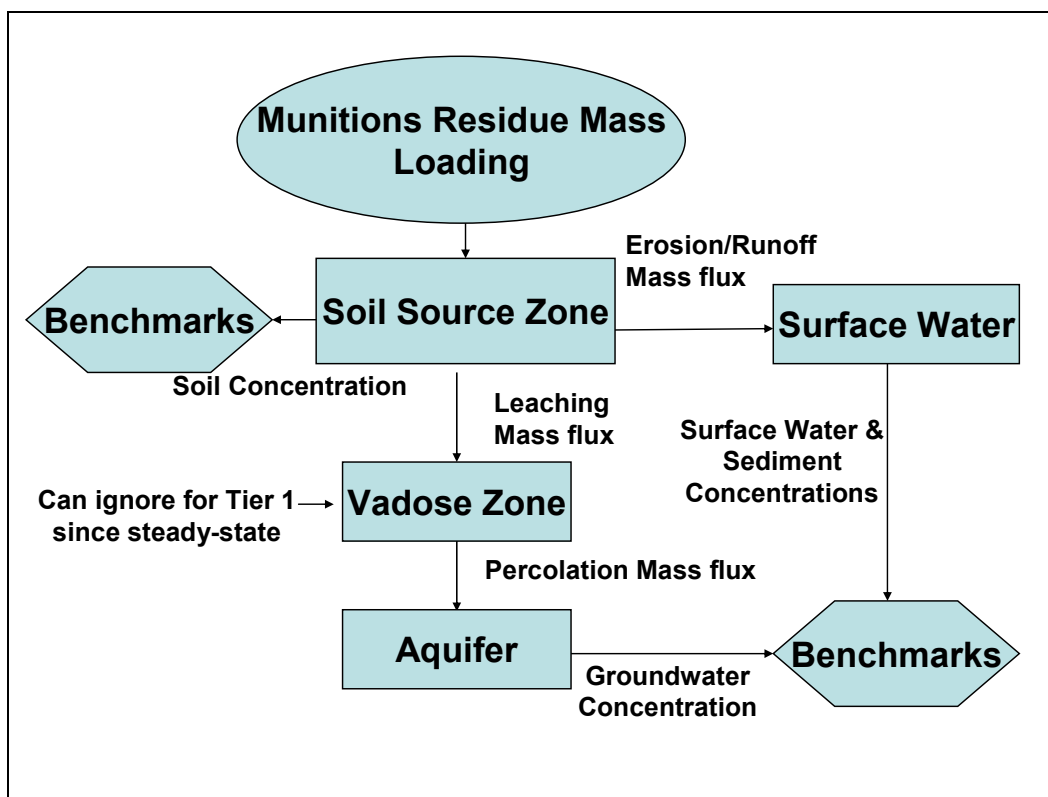 Munitions Residue Mass
Loading
Erosion/Runoff
Mass flux
Benchmarks
Soil Source Zone
Surface Water
Soil Concentration
Leaching
Mass flux
Surface Water &
Sediment
Concentrations
Can ignore for Tier 1
since steady-state
Vadose Zone
Percolation Mass flux
Aquifer
Groundwater
Concentration
Benchmarks